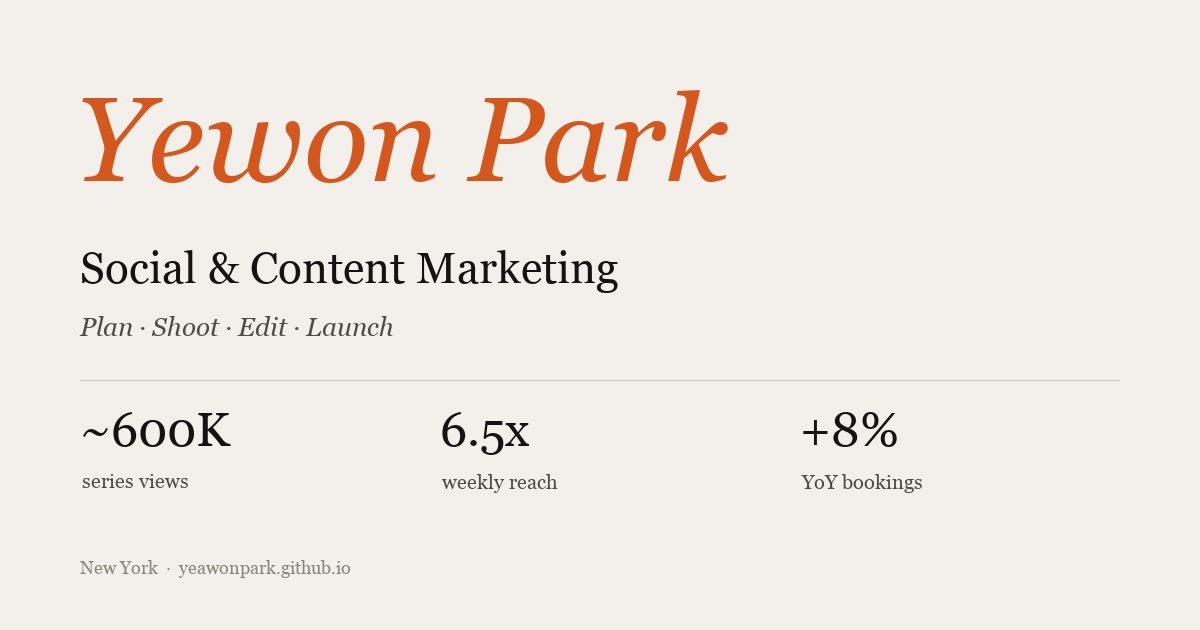 Yewon Park
Social & Content Marketing
Plan · Shoot · Edit · Launch
~600K
6.5x
+8%
series views
weekly reach
YoY bookings
New York · yeawonpark.github.io